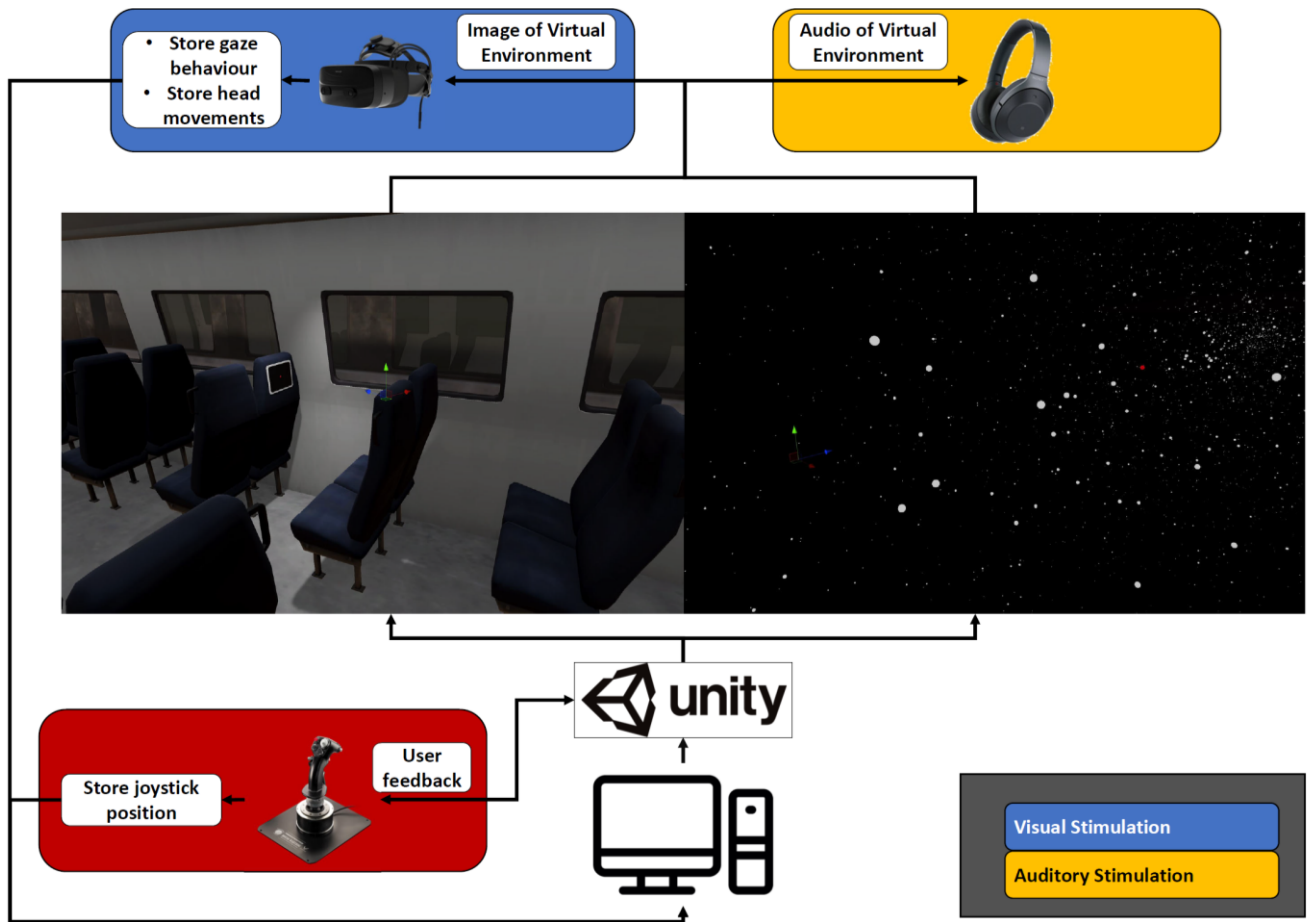 • Store gaze
behaviour
• Store head
movements
Image of Virtual
Environment
Audio of Virtual
Environment
unity
User
feedback
Store joystick
position
Visual Stimulation
Auditory Stimulation